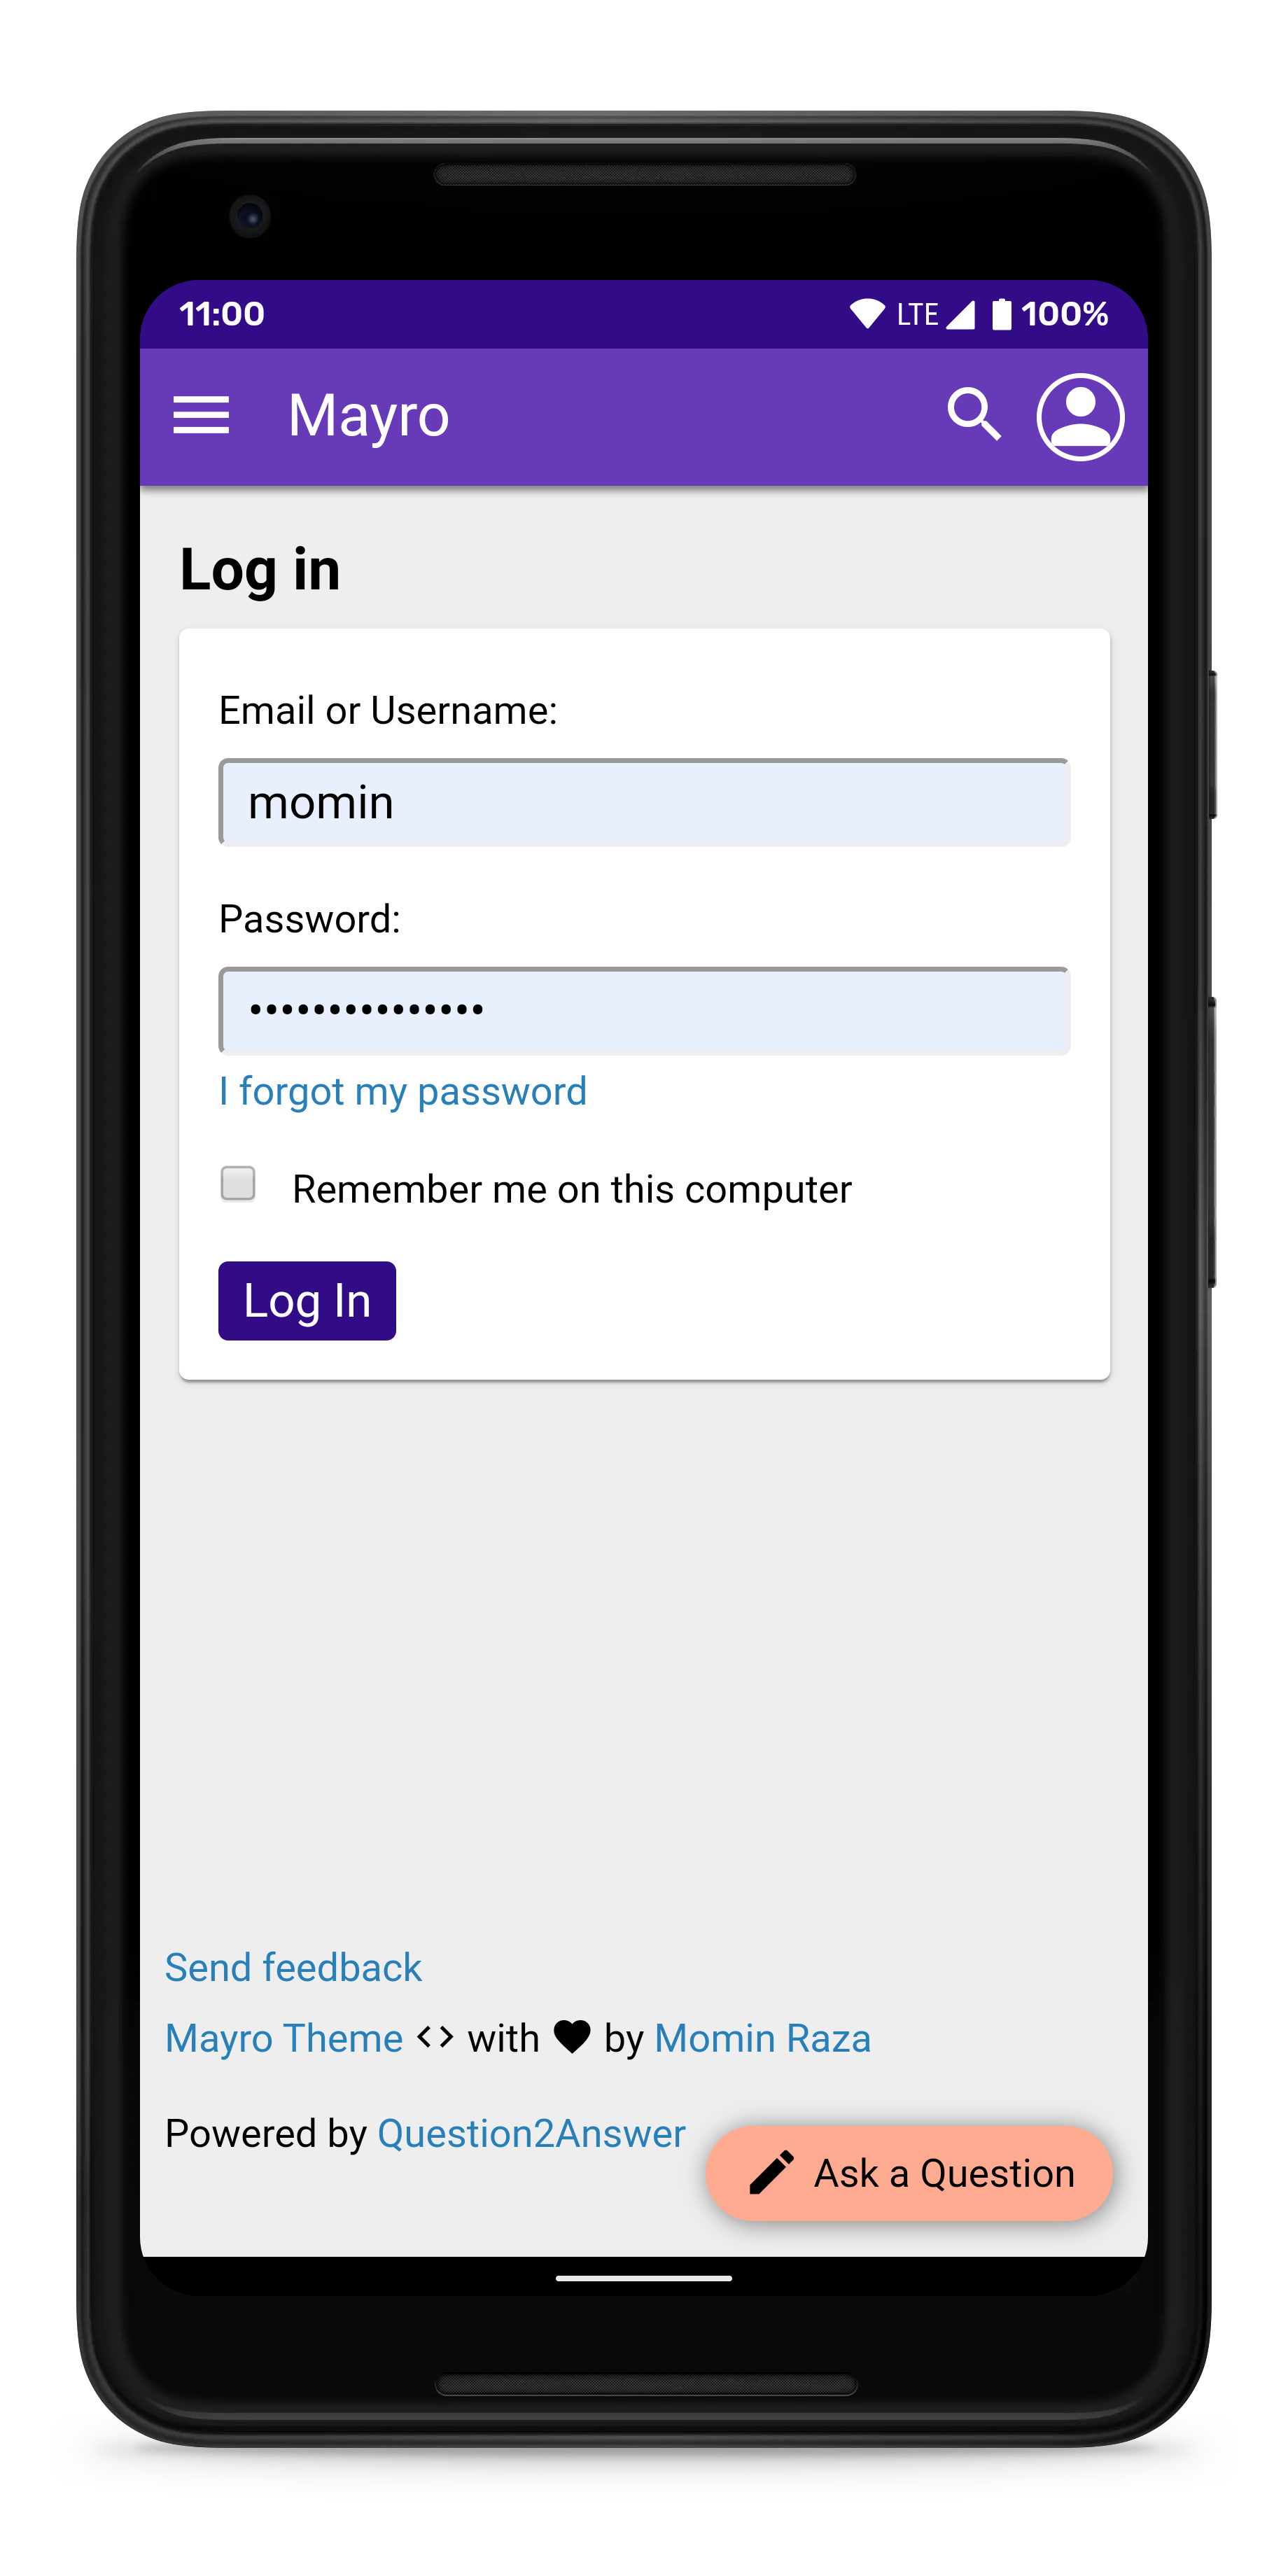 11:00 LTE 100%
Mayro
Log in
Email or Username:
momin
Password:
•••••••••••••••
I forgot my password
Remember me on this computer
Log In
Send feedback
Mayro Theme <> with ♥ by Momin Raza
Powered by Question2Answer
Ask a Question